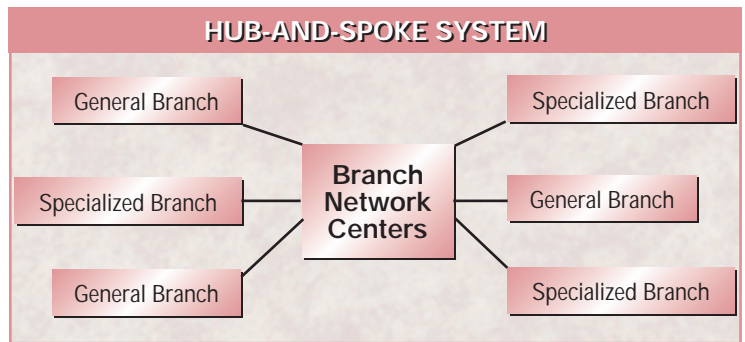 HUB-AND-SPOKE SYSTEM
General Branch
Specialized Branch
Branch
Network
Centers
Specialized Branch
General Branch
General Branch
Specialized Branch